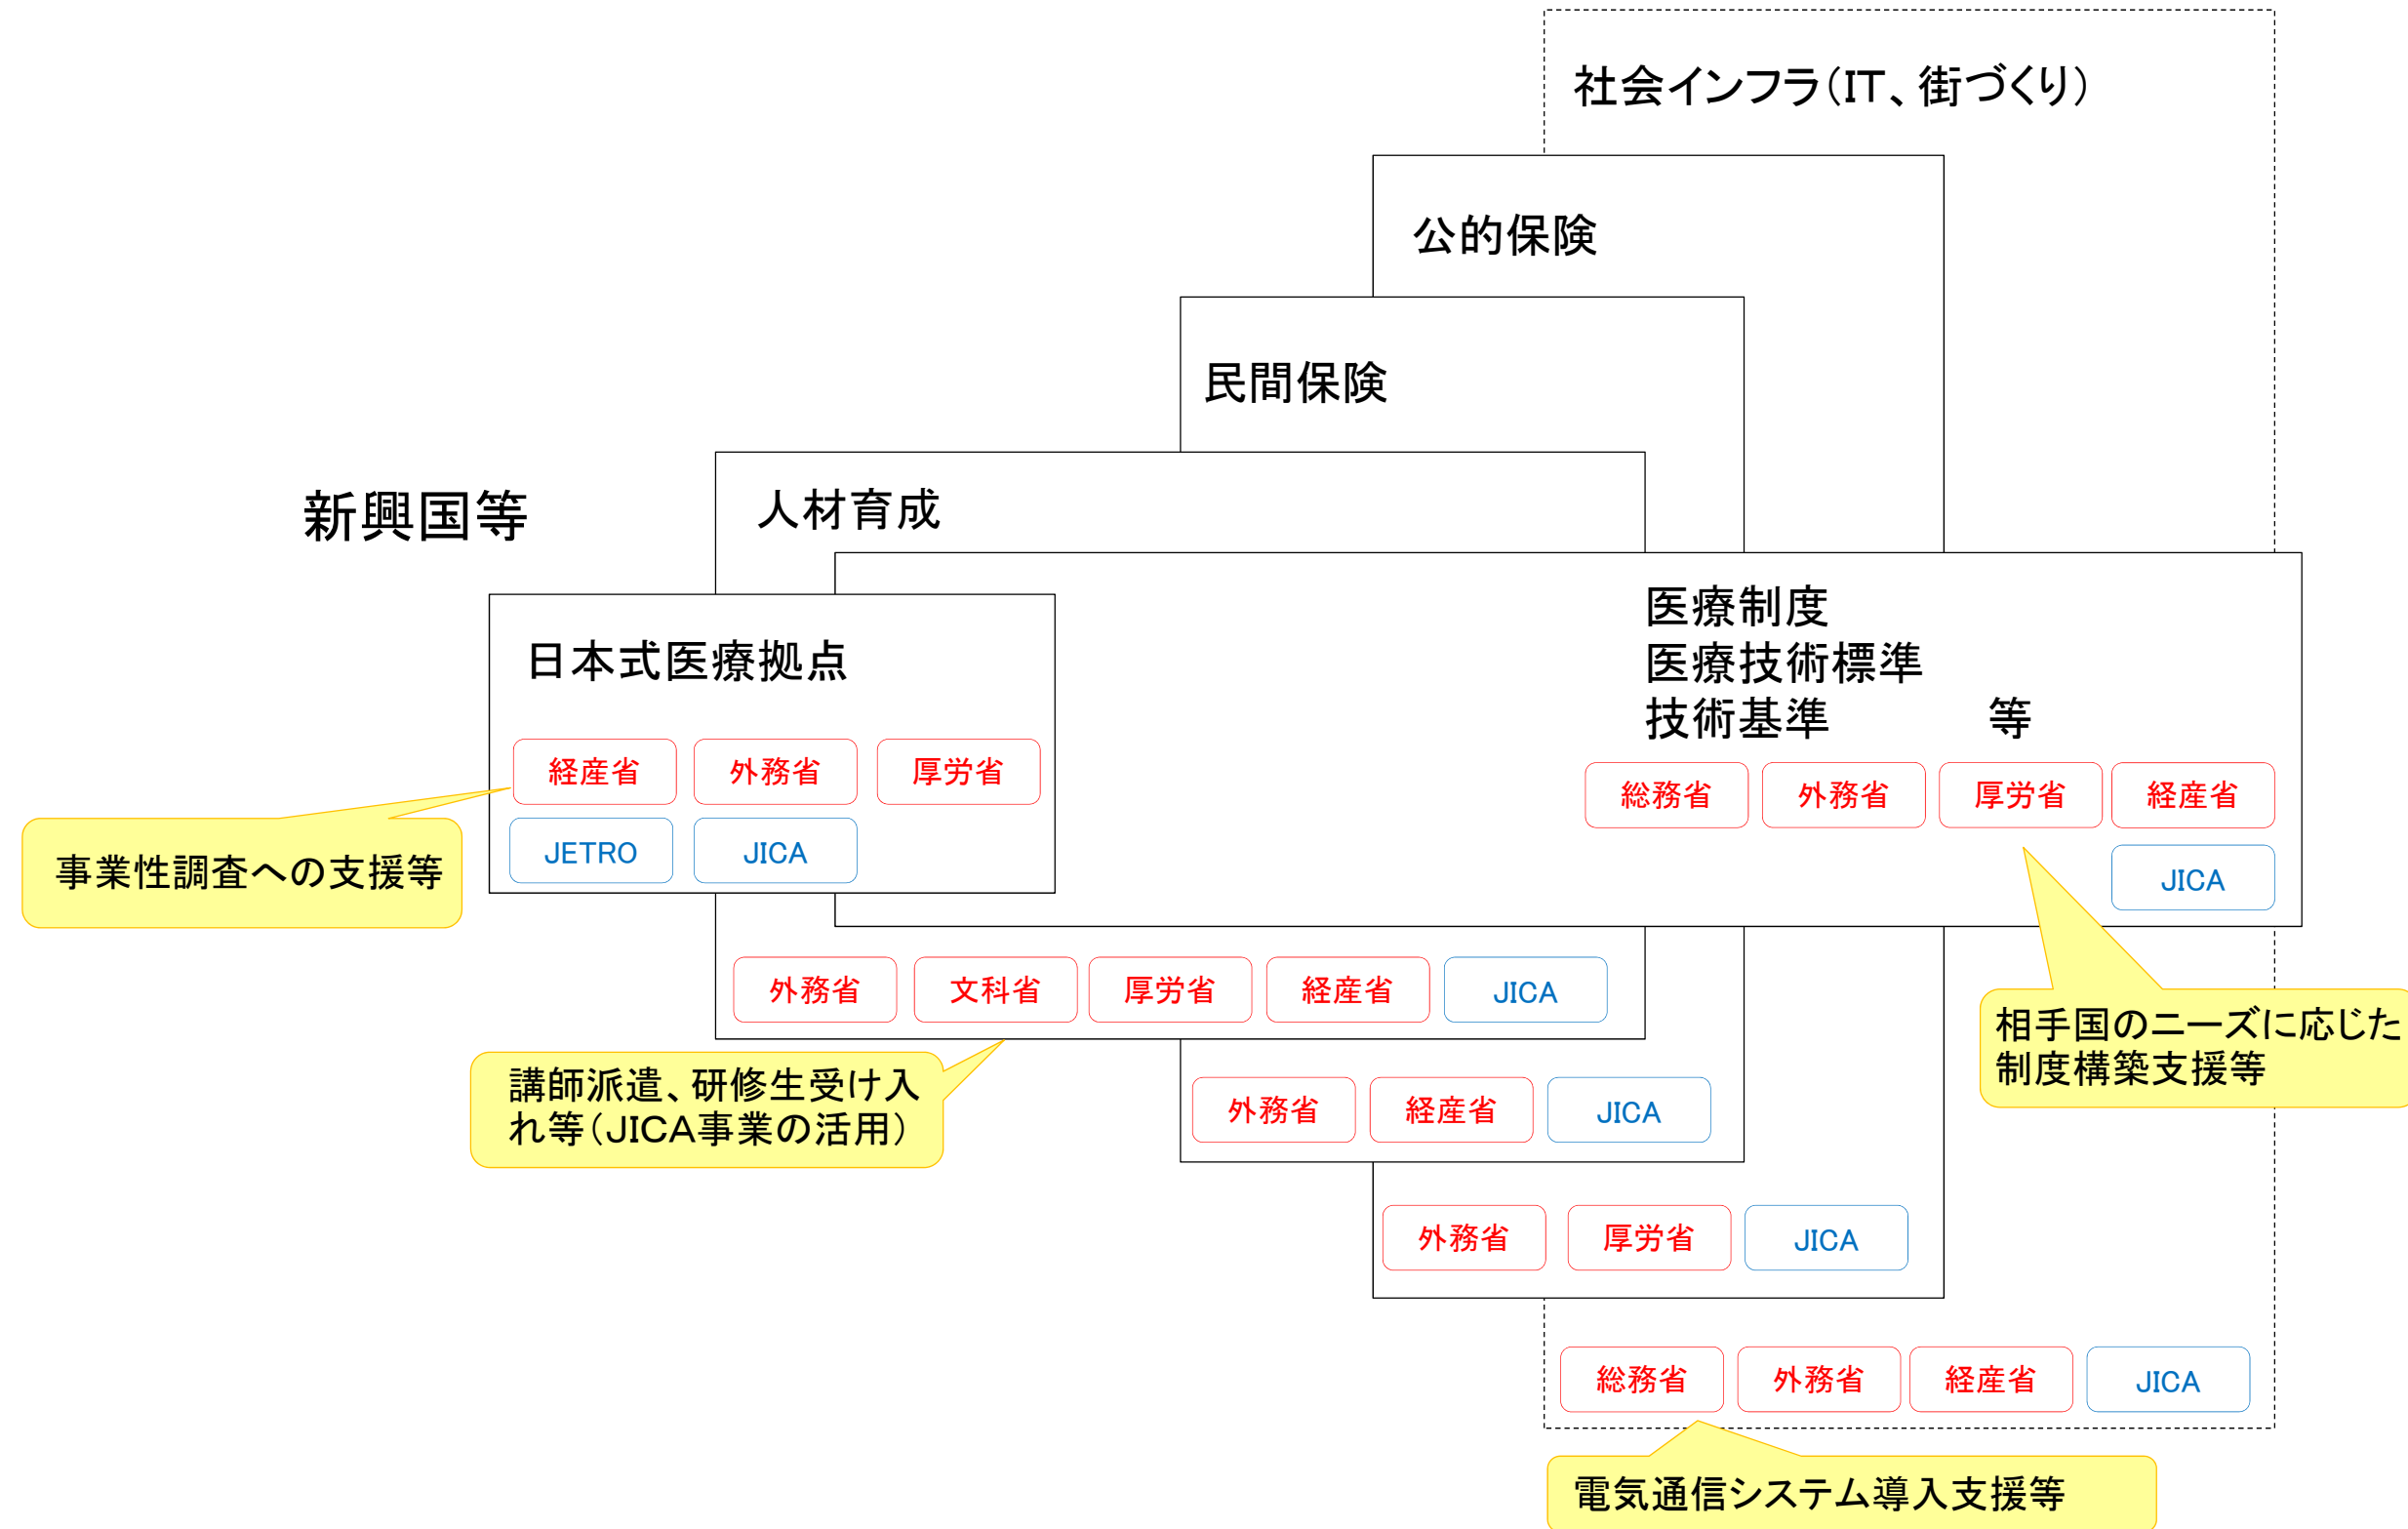 社会インフラ（IT、街づくり）
公的保険
民間保険
人材育成
新興国等
医療制度
医療技術標準
技術基準　　　等
日本式医療拠点
経産省
外務省
厚労省
JETRO
JICA
総務省
外務省
厚労省
経産省
JICA
事業性調査への支援等
外務省
文科省
厚労省
経産省
JICA
相手国のニーズに応じた
制度構築支援等
講師派遣、研修生受け入
れ等（JICA事業の活用）
外務省
経産省
JICA
外務省
厚労省
JICA
総務省
外務省
経産省
JICA
電気通信システム導入支援等